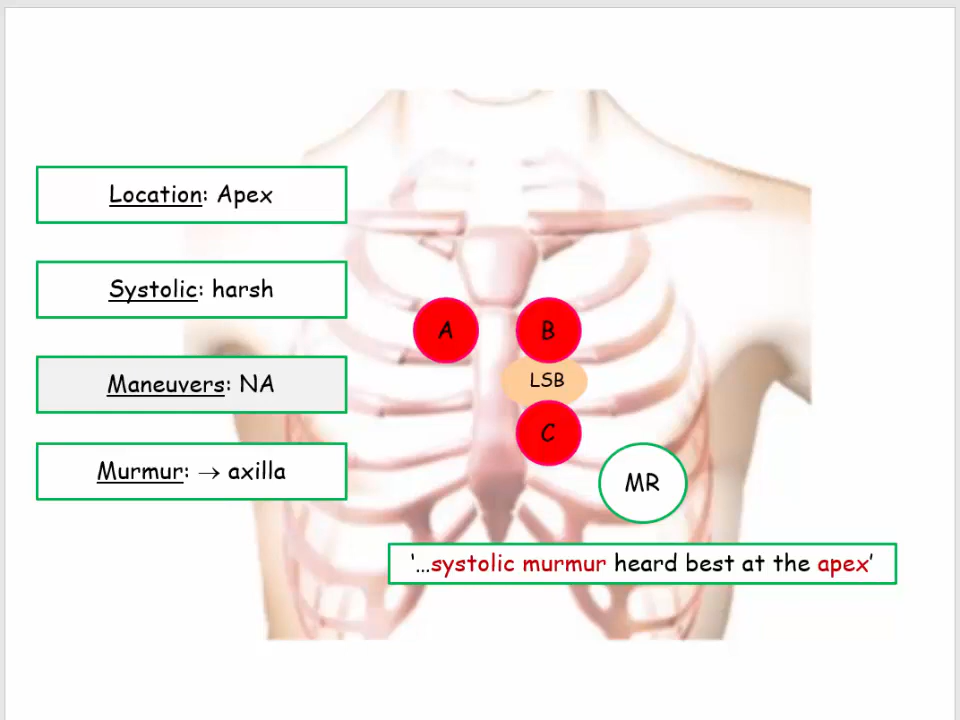 Location: Apex
Systolic: harsh
A
B
Maneuvers: NA
LSB
C
Murmur: → axilla
MR
‘…systolic murmur heard best at the apex’